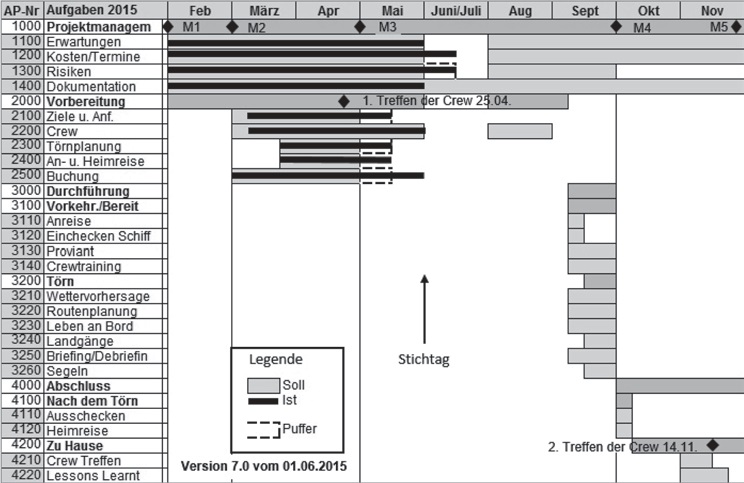 AP-Nr Aufgaben 2015 Feb März Apr Mai Juni/Juli Aug Sept Okt Nov
1000 Projektmanagem M1 M2 M3 M4 M5
1100 Erwartungen
1200 Kosten/Termine
1300 Risiken
1400 Dokumentation
2000 Vorbereitung 1. Treffen der Crew 25.04.
2100 Ziele u. Anf.
2200 Crew
2300 Törnplanung
2400 An- u. Heimreise
2500 Buchung
3000 Durchführung
3100 Vorkehr./Bereit
3110 Anreise
3120 Einchecken Schiff
3130 Proviant
3140 Crewtraining
3200 Törn
3210 Wettervorhersage
3220 Routenplanung
3230 Leben an Bord
3240 Landgänge
3250 Briefing/Debriefin
3260 Segeln
4000 Abschluss
4100 Nach dem Törn
4110 Ausschecken
4120 Heimreise
4200 Zu Hause 2. Treffen der Crew 14.11.
4210 Crew Treffen
4220 Lessons Learnt
Stichtag
Legende
Soll
Ist
Puffer
Version 7.0 vom 01.06.2015